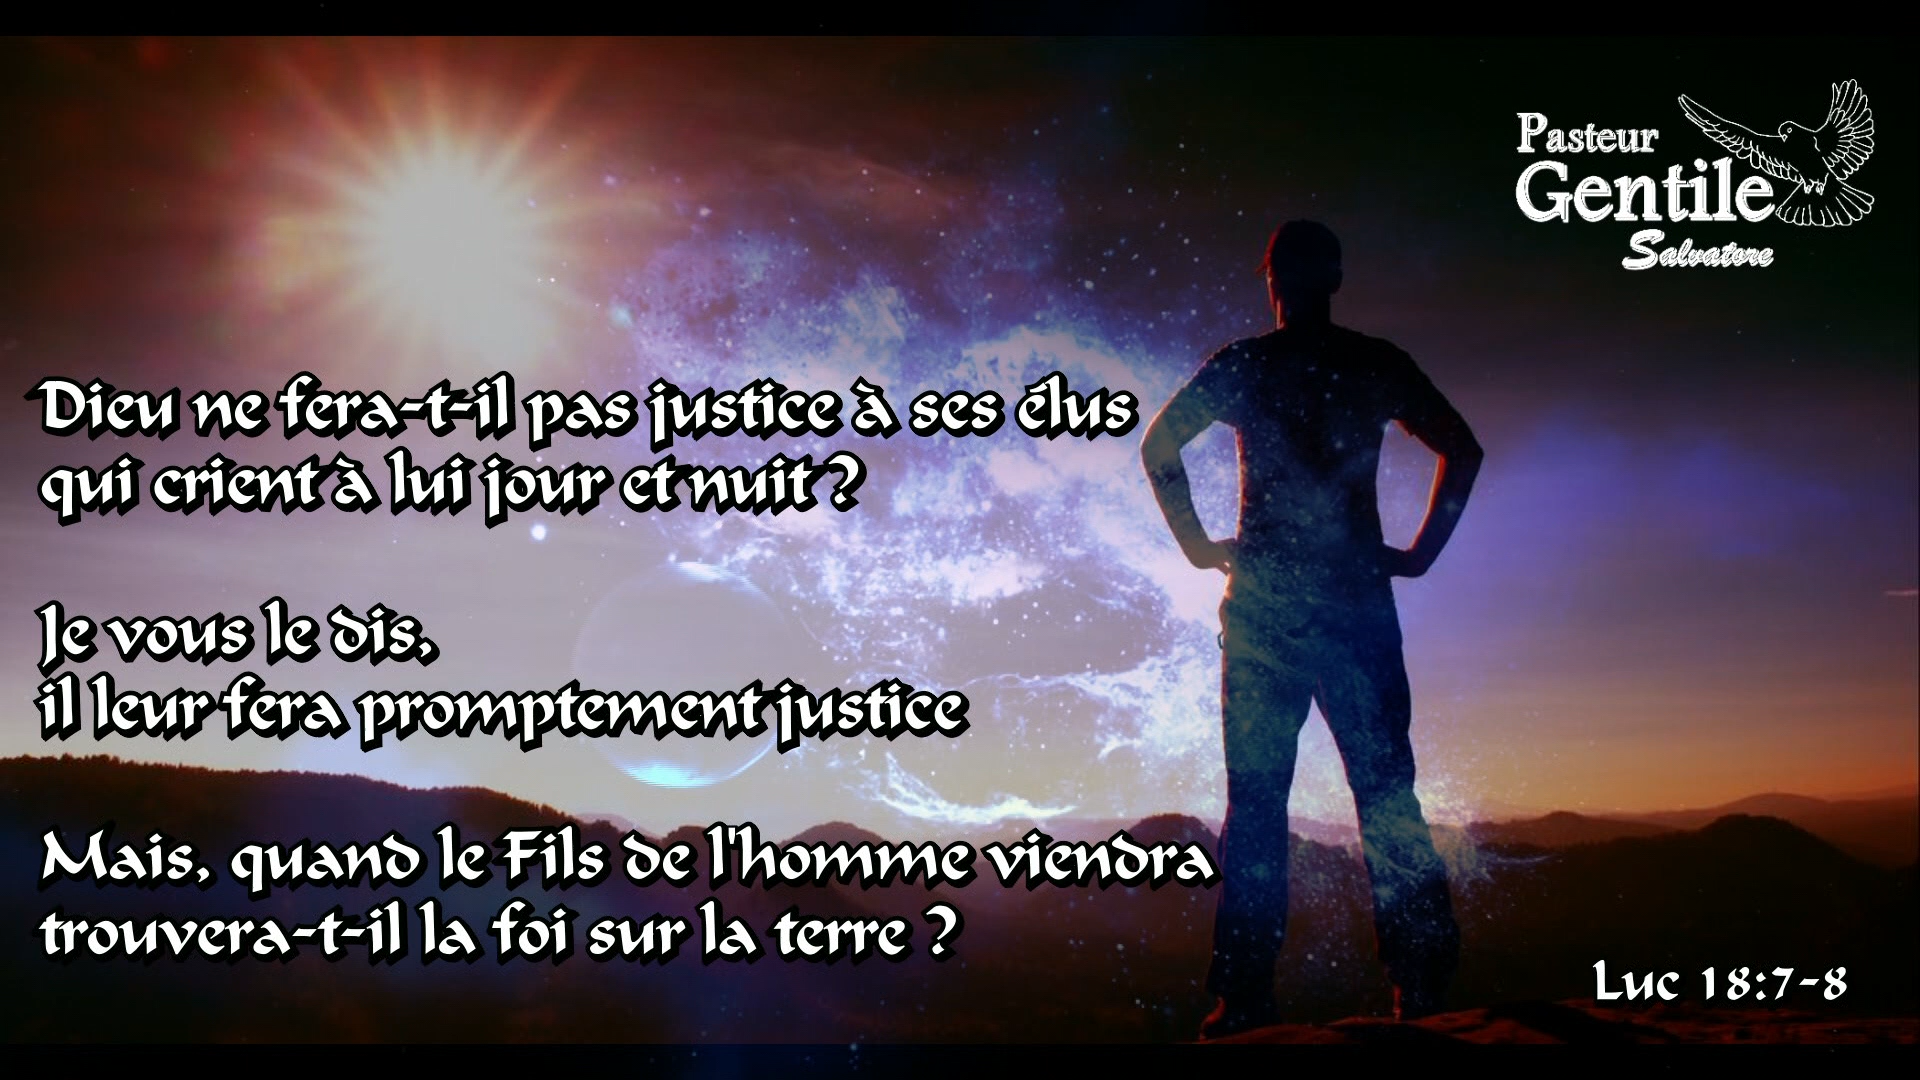 Pasteur
Gentile
Salvatore
Dieu ne fera-t-il pas justice à ses élus
qui crient à lui jour et nuit ?
Je vous le dis,
il leur fera promptement justice
Mais, quand le Fils de l'homme viendra
trouvera-t-il la foi sur la terre ?
Luc 18:7-8